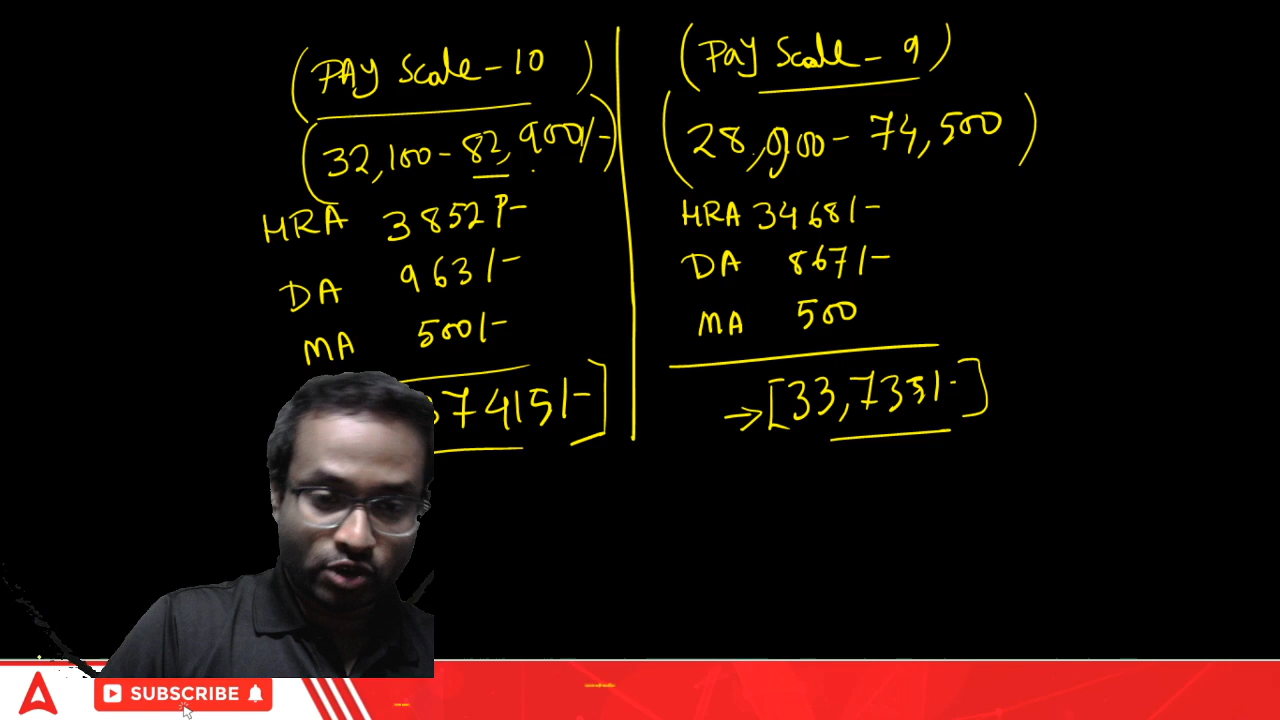 (PAY Scale - 10)
(32,100 - 82,900/-)
HRA 3852/-
DA 963/-
MA 500/-
37415/-]
(Pay Scale - 9)
(28,900 - 74,500)
HRA 3468/-
DA 867/-
MA 500
→ [33,735/-]
SUBSCRIBE